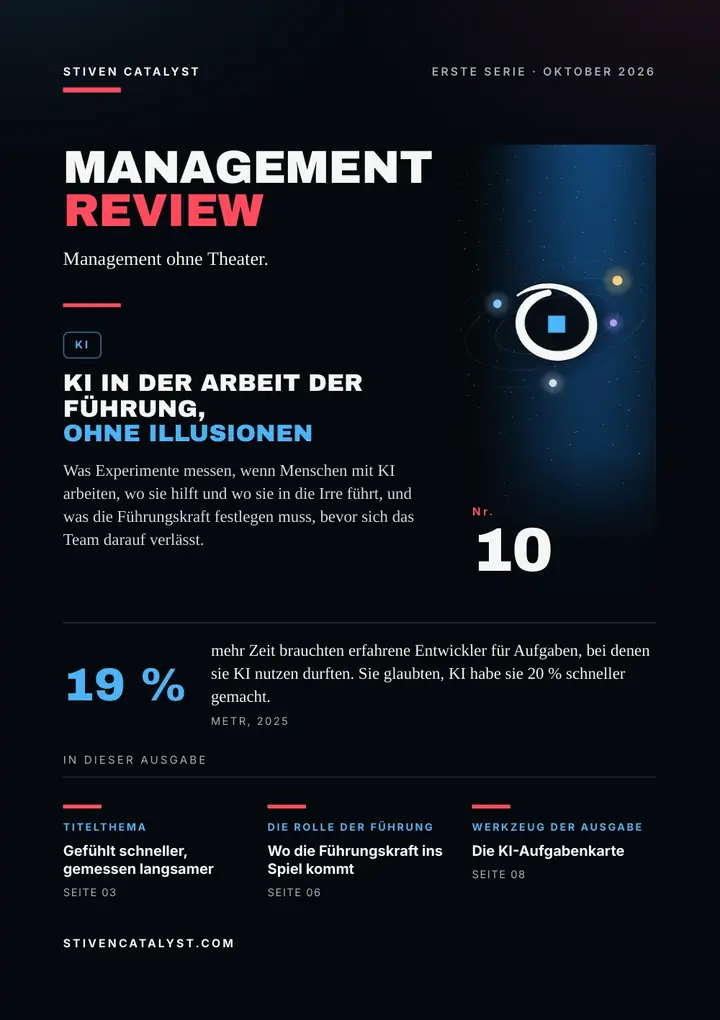 STIVEN CATALYST
ERSTE SERIE · OKTOBER 2026
MANAGEMENT
REVIEW
Management ohne Theater.
KI
KI IN DER ARBEIT DER
FÜHRUNG,
OHNE ILLUSIONEN
Was Experimente messen, wenn Menschen mit KI
arbeiten, wo sie hilft und wo sie in die Irre führt, und
was die Führungskraft festlegen muss, bevor sich das
Team darauf verlässt.
Nr.
10
19 %
mehr Zeit brauchten erfahrene Entwickler für Aufgaben, bei denen
sie KI nutzen durften. Sie glaubten, KI habe sie 20 % schneller
gemacht.
METR, 2025
IN DIESER AUSGABE
TITELTHEMA
Gefühlt schneller,
gemessen langsamer
SEITE 03
DIE ROLLE DER FÜHRUNG
Wo die Führungskraft ins
Spiel kommt
SEITE 06
WERKZEUG DER AUSGABE
Die KI-Aufgabenkarte
SEITE 08
STIVENCATALYST.COM